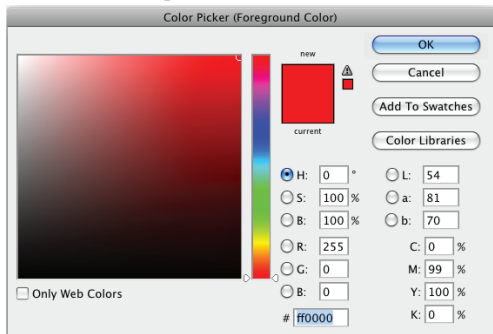 Color Picker (Foreground Color)
new
current
OK
Cancel
Add To Swatches
Color Libraries
H: 0 °
S: 100 %
B: 100 %
R: 255
G: 0
B: 0
# ff0000
L: 54
a: 81
b: 70
C: 0 %
M: 99 %
Y: 100 %
K: 0 %
Only Web Colors